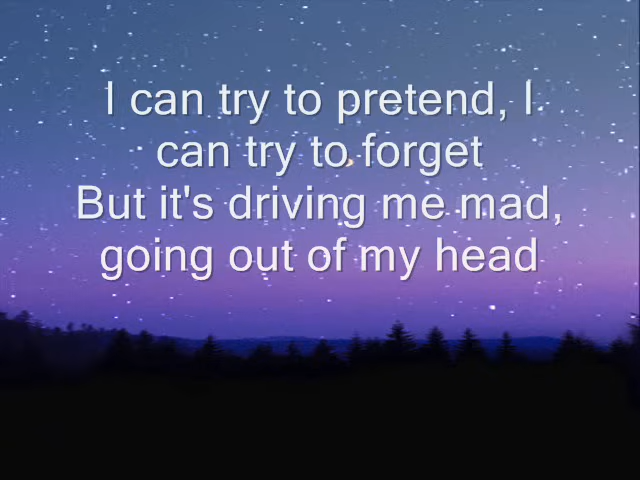 I can try to pretend, I
can try to forget
But it's driving me mad,
going out of my head